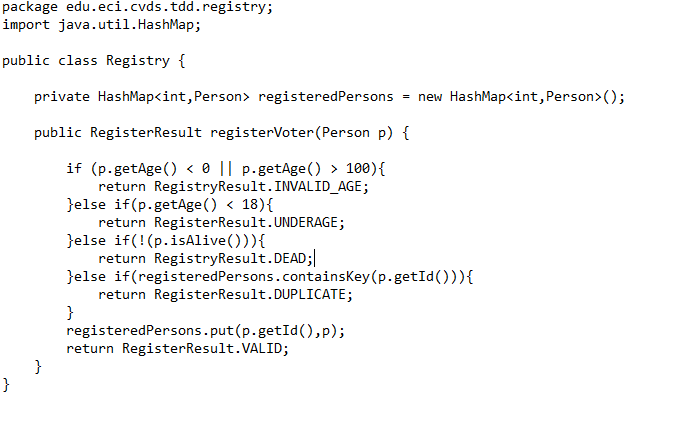 package edu.eci.cvds.tdd.registry;
import java.util.HashMap;

public class Registry {

    private HashMap<int,Person> registeredPersons = new HashMap<int,Person>();

    public RegisterResult registerVoter(Person p) {

        if (p.getAge() < 0 || p.getAge() > 100){
            return RegistryResult.INVALID_AGE;
        }else if(p.getAge() < 18){
            return RegisterResult.UNDERAGE;
        }else if(!(p.isAlive())){
            return RegistryResult.DEAD;
        }else if(registeredPersons.containsKey(p.getId())){
            return RegisterResult.DUPLICATE;
        }
        registeredPersons.put(p.getId(),p);
        return RegisterResult.VALID;
    }
}